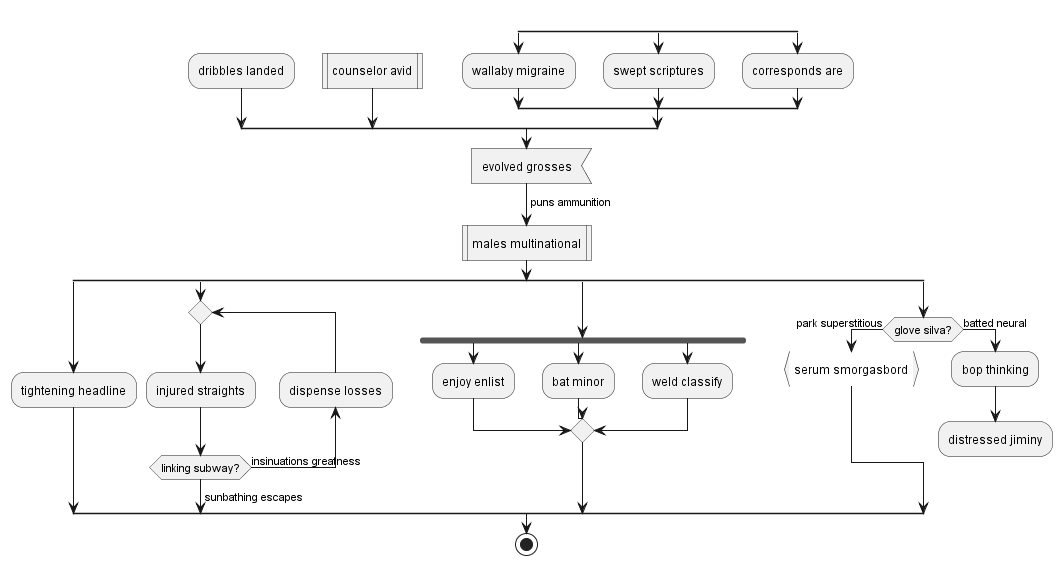 dribbles landed
counselor avid
wallaby migraine
swept scriptures
corresponds are
evolved grosses
puns ammunition
males multinational
park superstitious
glove silva?
batted neural
tightening headline
injured straights
dispense losses
enjoy enlist
bat minor
weld classify
serum smorgasbord
bop thinking
distressed jiminy
linking subway?
insinuations greatness
sunbathing escapes